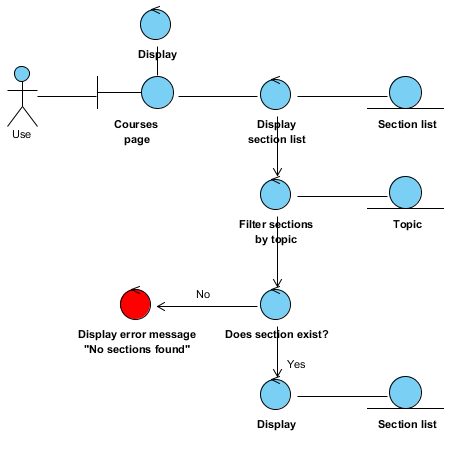 Display
Use
Courses
page
Display
section list
Section list
Filter sections
by topic
Topic
No
Display error message
"No sections found"
Does section exist?
Yes
Display
Section list